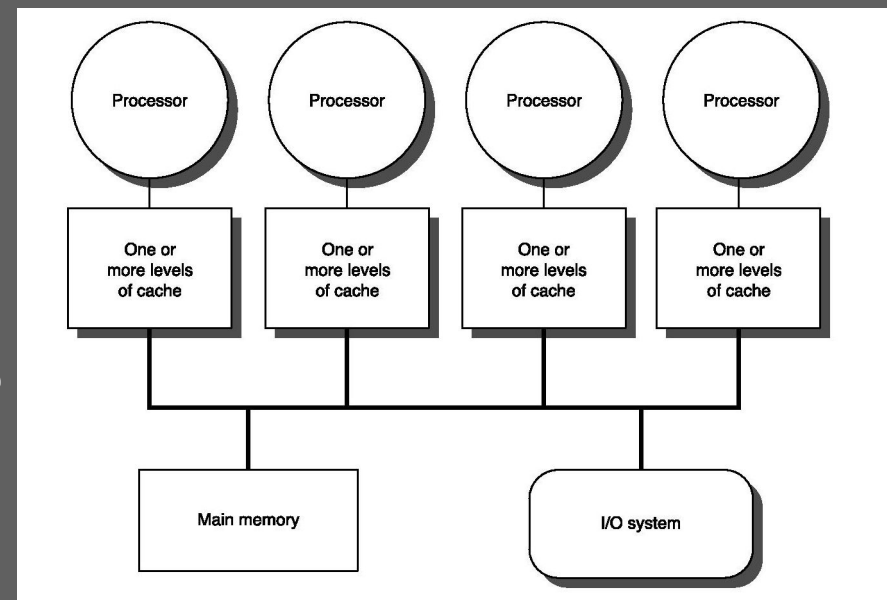 Processor
Processor
Processor
Processor
One or
more levels
of cache
One or
more levels
of cache
One or
more levels
of cache
One or
more levels
of cache
Main memory
I/O system